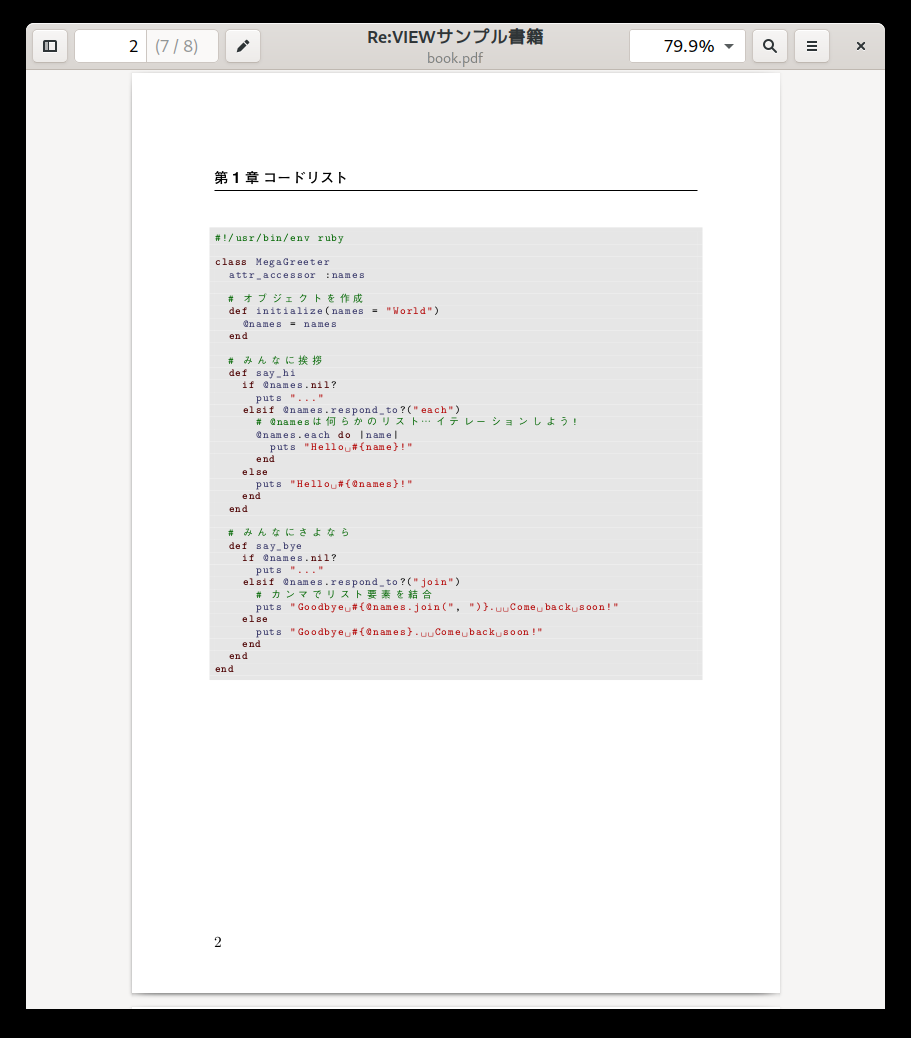 2 (7 / 8) Re:VIEWサンプル書籍 79.9%
book.pdf
第 1 章 コードリスト
#!/usr/bin/env ruby
class MegaGreeter
  attr_accessor :names
  # オブジェクトを作成
  def initialize(names = "World")
    @names = names
  end
  # みんなに挨拶
  def say_hi
    if @names.nil?
      puts "..."
    elsif @names.respond_to?("each")
      # @namesは何らかのリスト…イテレーションしよう!
      @names.each do |name|
        puts "Hello␣#{name}!"
      end
    else
      puts "Hello␣#{@names}!"
    end
  end
  # みんなにさよなら
  def say_bye
    if @names.nil?
      puts "..."
    elsif @names.respond_to?("join")
      # カンマでリスト要素を結合
      puts "Goodbye␣#{@names.join(", ")}.␣␣Come␣back␣soon!"
    else
      puts "Goodbye␣#{@names}.␣␣Come␣back␣soon!"
    end
  end
end
2